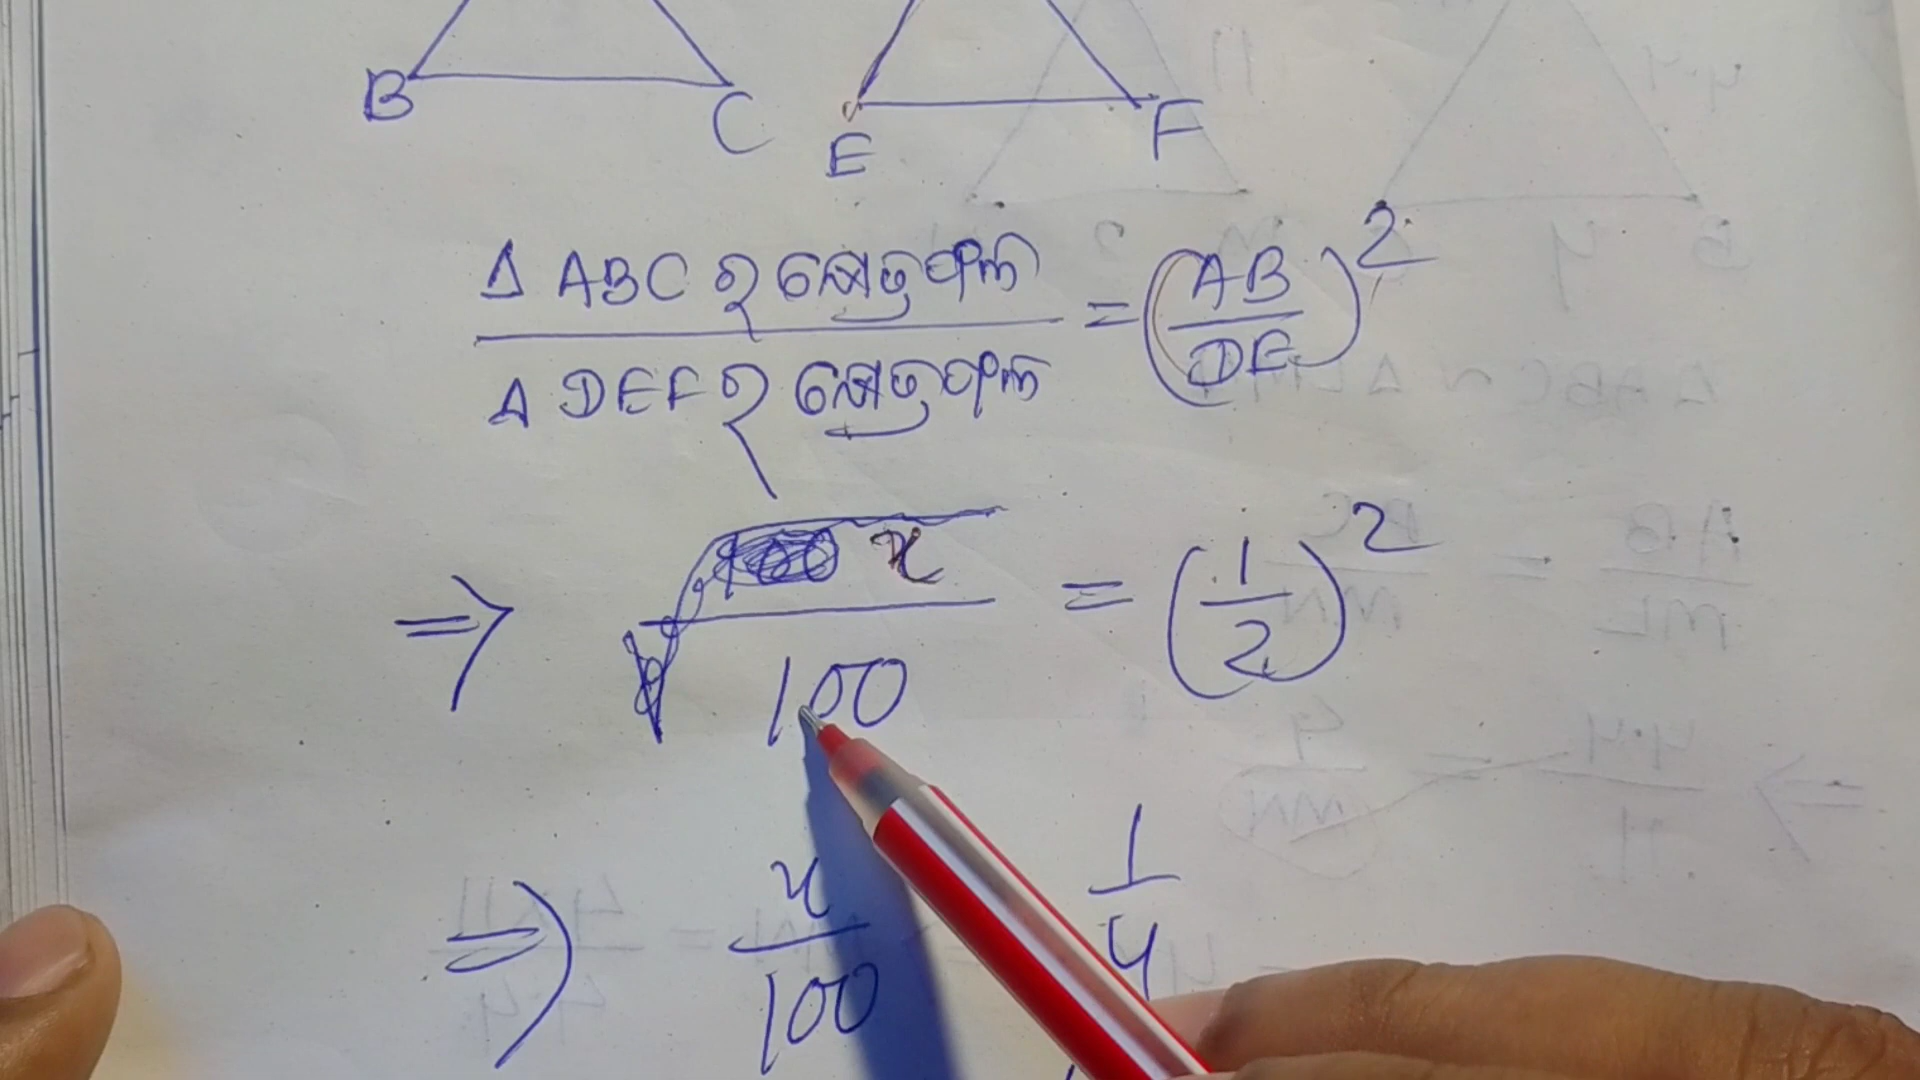 B C E F
Δ ABC ର କ୍ଷେତ୍ରଫଳ / Δ DEF ର କ୍ଷେତ୍ରଫଳ = (AB/DE)²
⇒ x/100 = (1/2)²
⇒ x/100 1/4